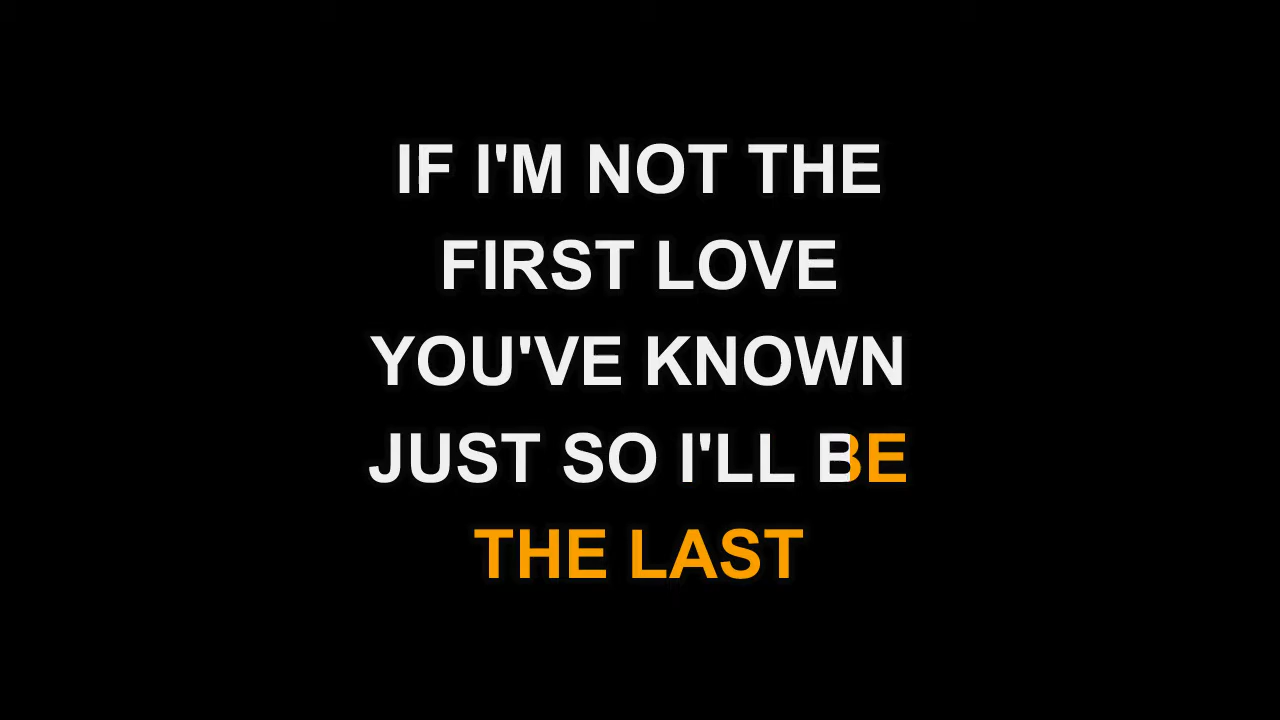 IF I'M NOT THE
FIRST LOVE
YOU'VE KNOWN
JUST SO I'LL BE
THE LAST